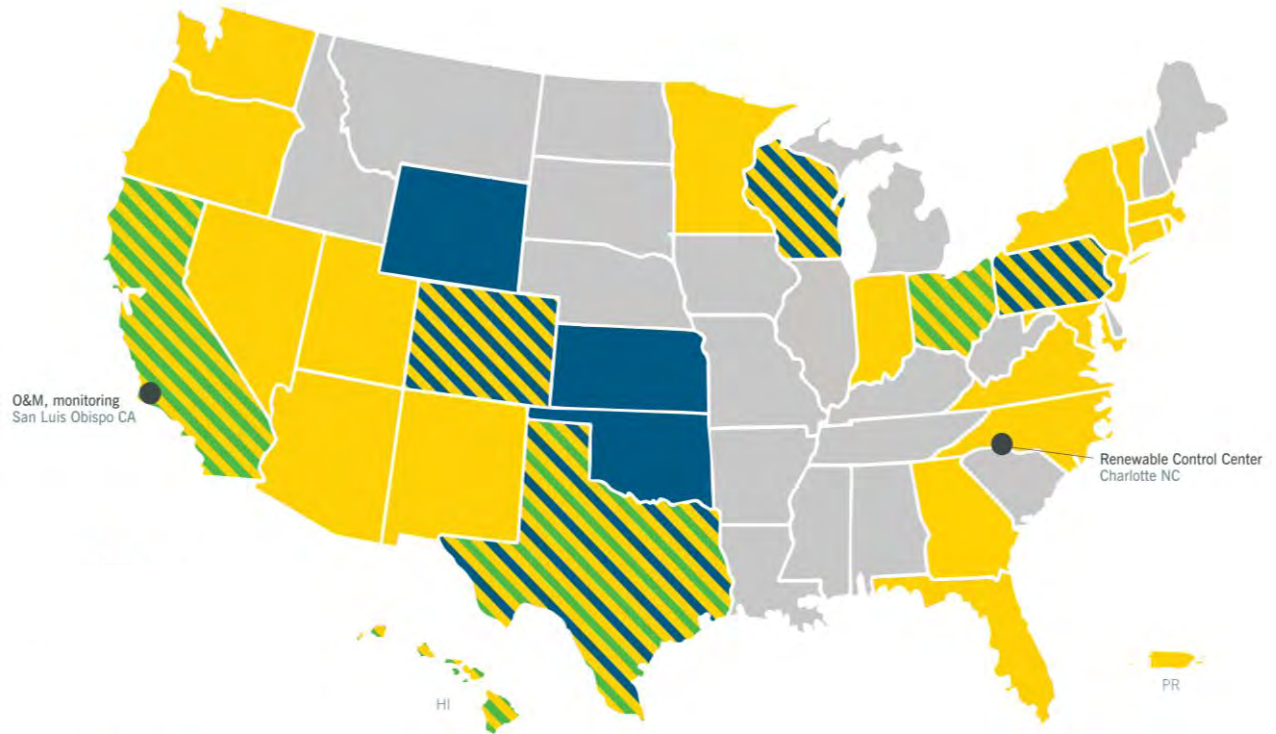 O&M, monitoring
San Luis Obispo CA
Renewable Control Center
Charlotte NC
HI
PR